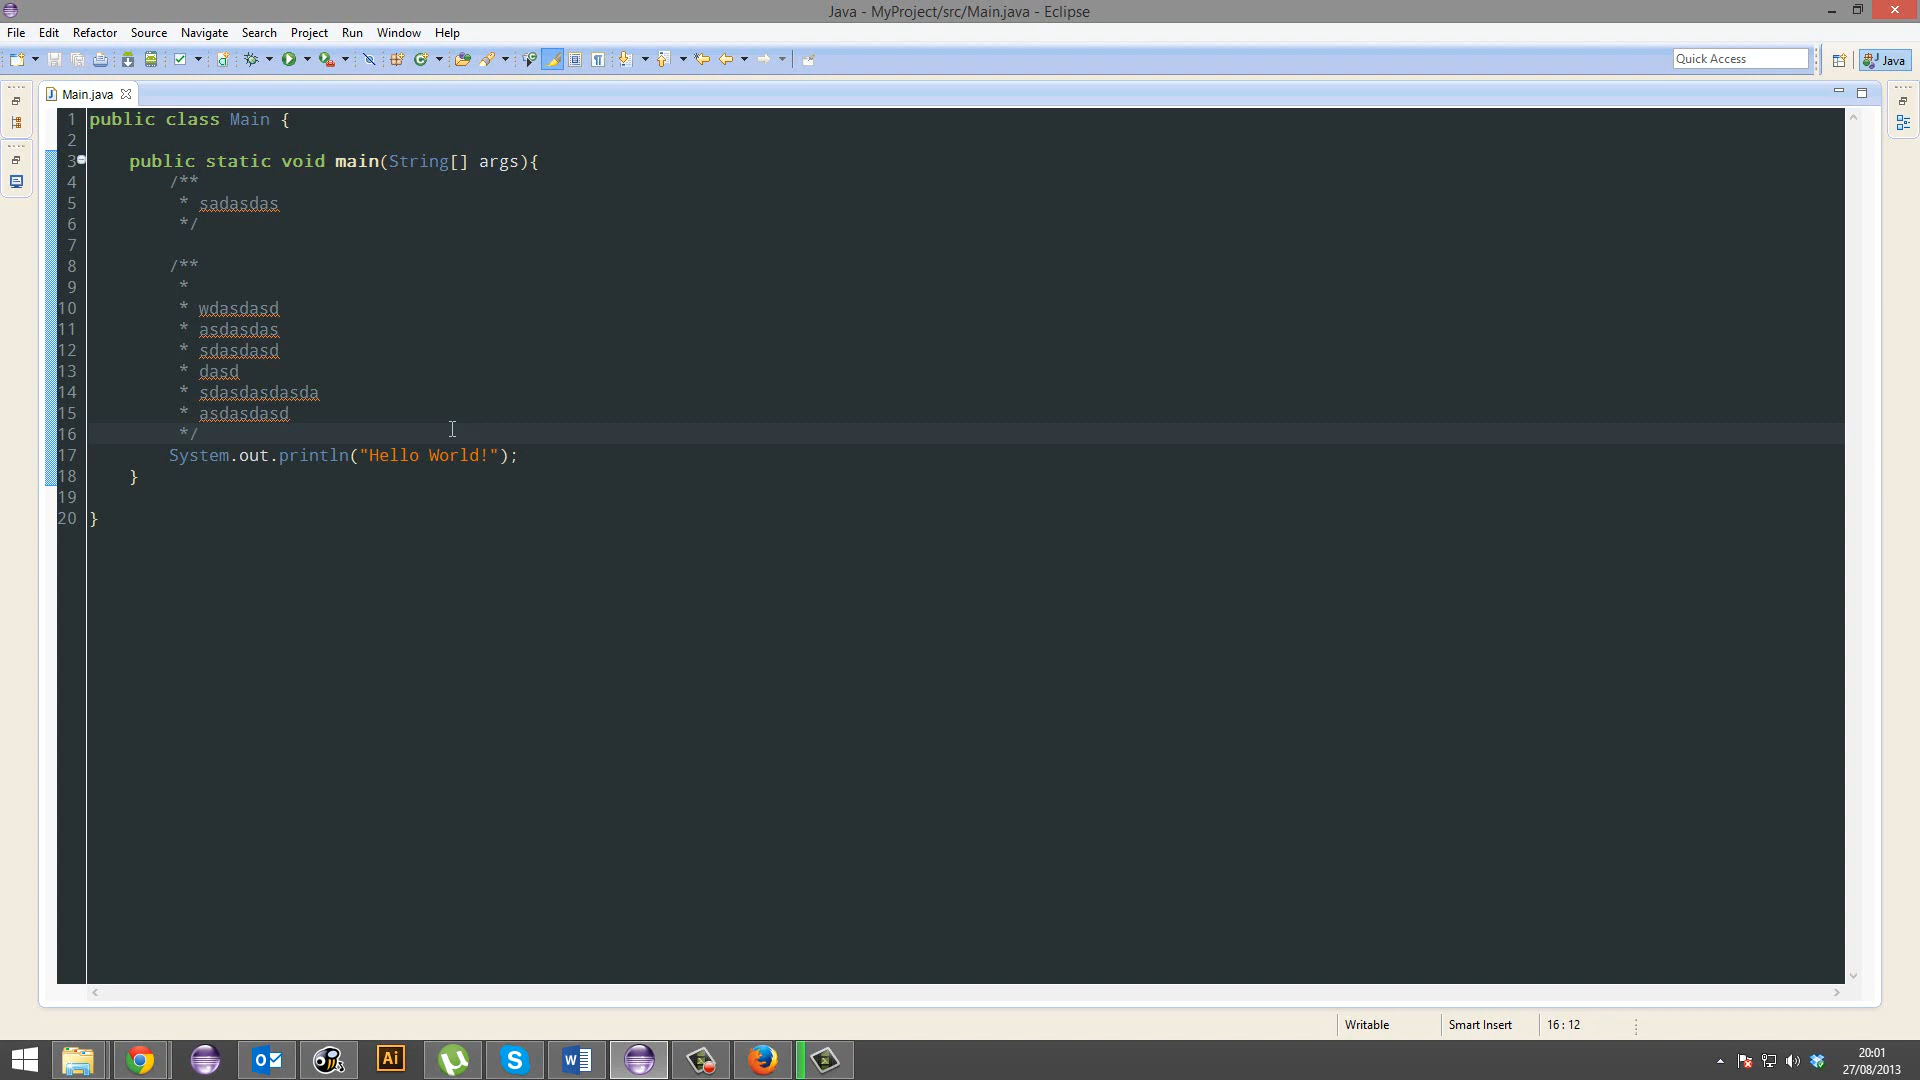 Java - MyProject/src/Main.java - Eclipse
File Edit Refactor Source Navigate Search Project Run Window Help
Quick Access
Java
Main.java
1 public class Main {
2
3 public static void main(String[] args){
4 /**
5 * sadasdas
6 */
7
8 /**
9 *
10 * wdasdasd
11 * asdasdas
12 * sdasdasd
13 * dasd
14 * sdasdasdasda
15 * asdasdasd
16 */
17 System.out.println("Hello World!");
18 }
19
20 }
Writable Smart Insert 16 : 12
Ai
20:01
27/08/2013